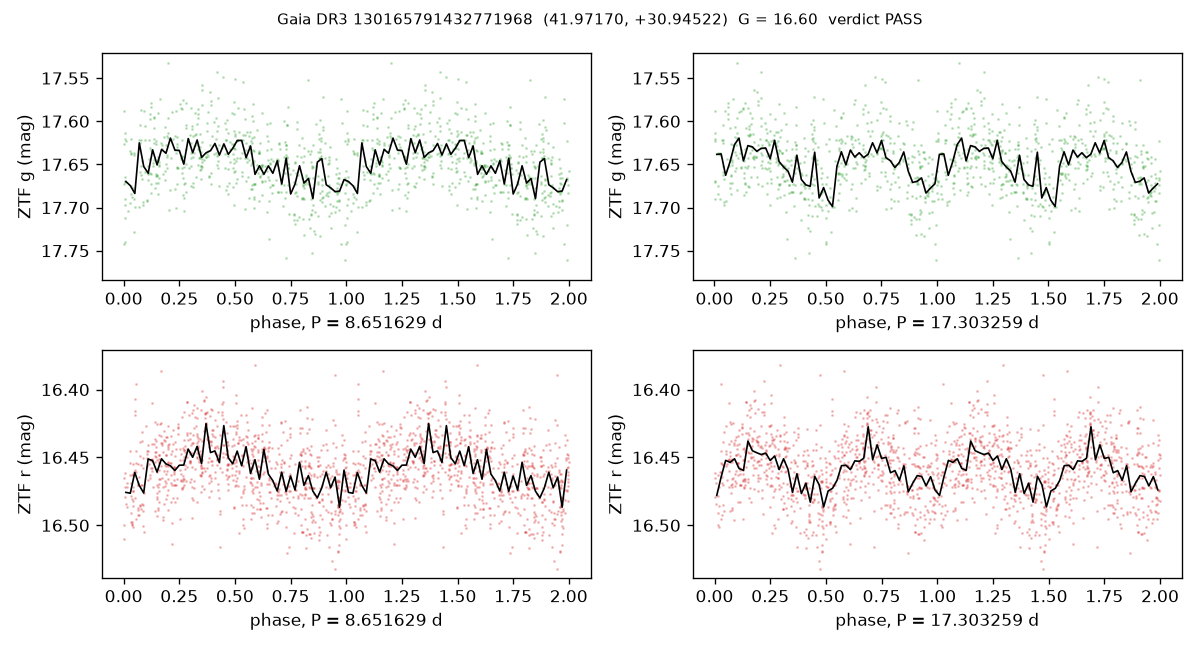 Gaia DR3 130165791432771968  (41.97170, +30.94522)  G = 16.60  verdict PASS
ZTF g (mag)
17.55
17.60
17.65
17.70
17.75
0.00 0.25 0.50 0.75 1.00 1.25 1.50 1.75 2.00
phase, P = 8.651629 d
ZTF g (mag)
17.55
17.60
17.65
17.70
17.75
0.00 0.25 0.50 0.75 1.00 1.25 1.50 1.75 2.00
phase, P = 17.303259 d
ZTF r (mag)
16.40
16.45
16.50
0.00 0.25 0.50 0.75 1.00 1.25 1.50 1.75 2.00
phase, P = 8.651629 d
ZTF r (mag)
16.40
16.45
16.50
0.00 0.25 0.50 0.75 1.00 1.25 1.50 1.75 2.00
phase, P = 17.303259 d